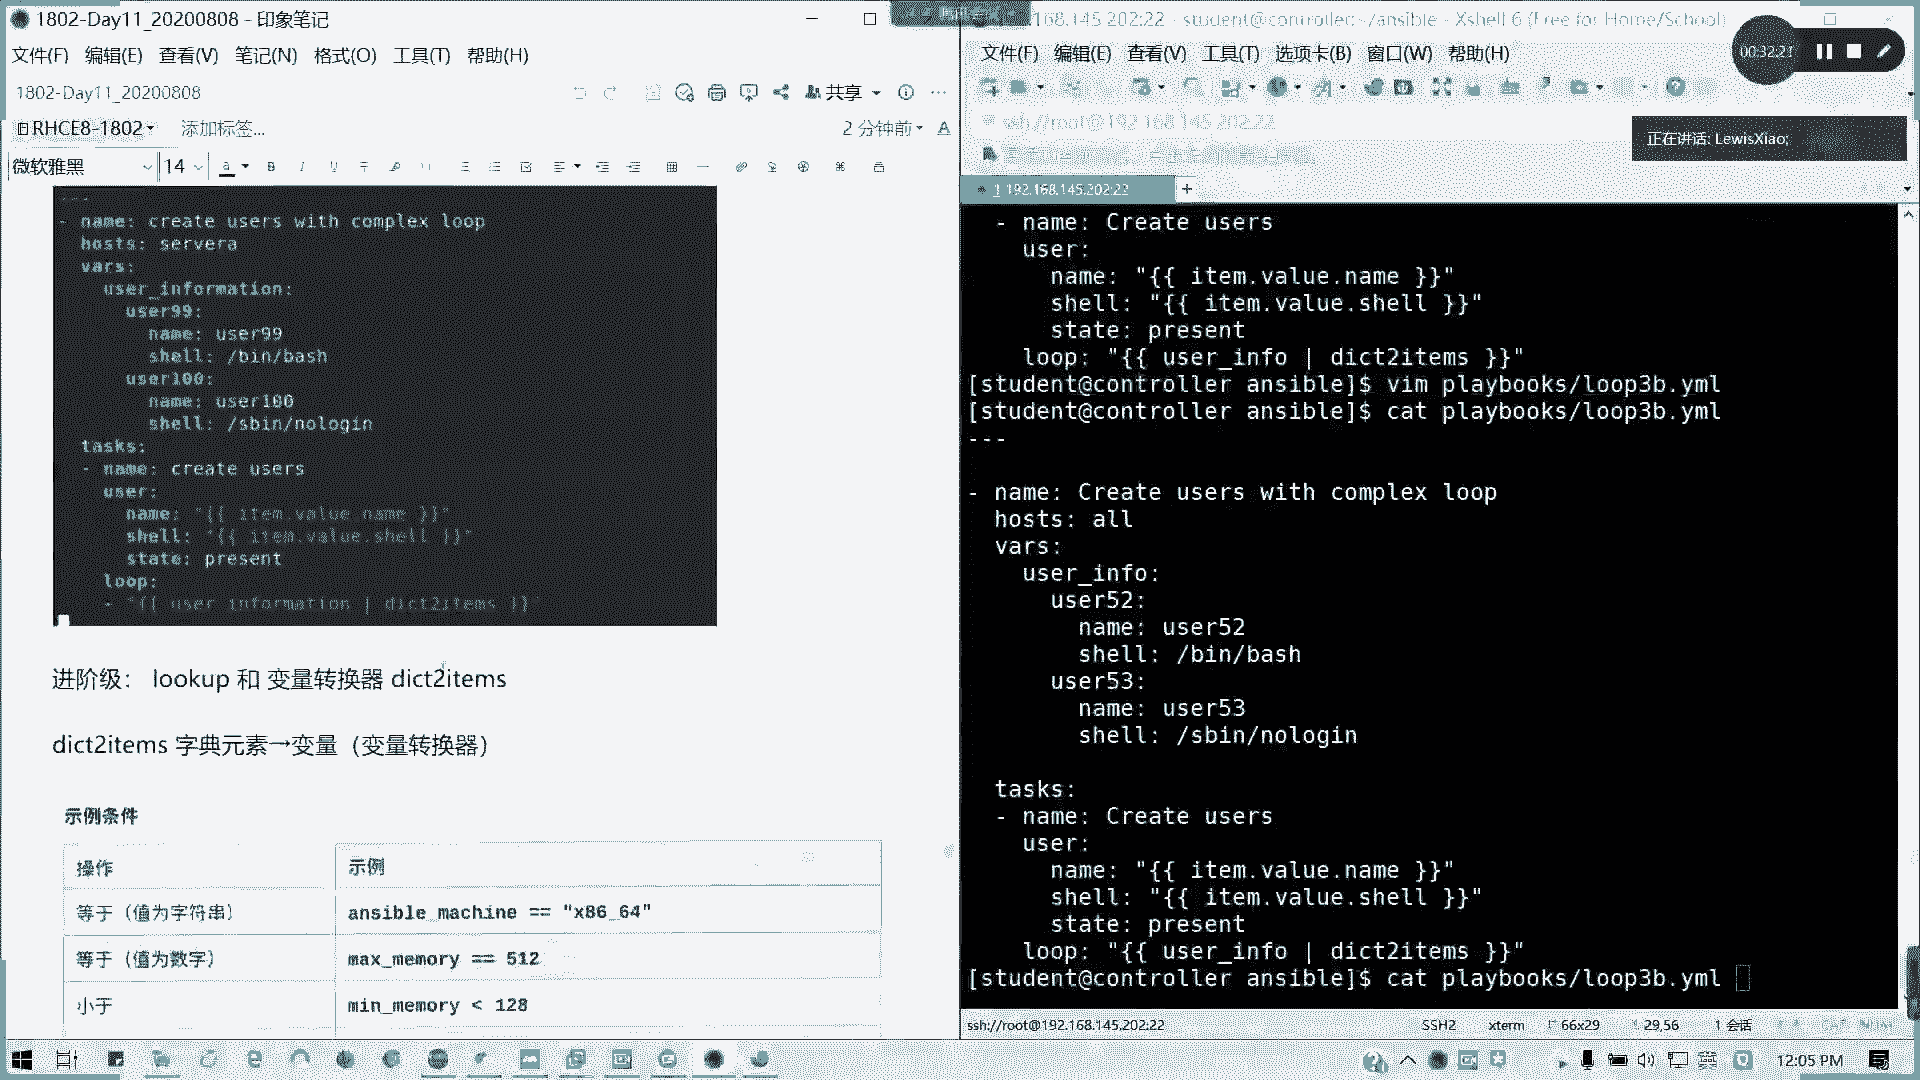 1802-Day11_20200808 - 印象笔记
文件(F) 编辑(E) 查看(V) 笔记(N) 格式(O) 工具(T) 帮助(H)
1802-Day11_20200808
共享
RHCE8-1802
添加标签...
2 分钟前
微软雅黑 14
---
- name: create users with complex loop
hosts: servera
vars:
user_information:
user99:
name: user99
shell: /bin/bash
user100:
name: user100
shell: /sbin/nologin
tasks:
- name: create users
user:
name: "{{ item.value.name }}"
shell: "{{ item.value.shell }}"
state: present
loop:
- "{{ user_information | dict2items }}"
进阶级： lookup 和 变量转换器 dict2items
dict2items 字典元素→变量（变量转换器）
示例条件
操作 示例
等于（值为字符串） ansible_machine == "x86_64"
等于（值为数字） max_memory == 512
小于 min_memory < 128
168.145.202:22 - student@controller:~/ansible - Xshell 6 (Free for Home/School)
文件(F) 编辑(E) 查看(V) 工具(T) 选项卡(B) 窗口(W) 帮助(H)
00:32:21
ssh://root@192.168.145.202:22
正在讲话: LewisXiao;
1 192.168.145.202:22
- name: Create users
user:
name: "{{ item.value.name }}"
shell: "{{ item.value.shell }}"
state: present
loop: "{{ user_info | dict2items }}"
[student@controller ansible]$ vim playbooks/loop3b.yml
[student@controller ansible]$ cat playbooks/loop3b.yml
---
- name: Create users with complex loop
hosts: all
vars:
user_info:
user52:
name: user52
shell: /bin/bash
user53:
name: user53
shell: /sbin/nologin
tasks:
- name: Create users
user:
name: "{{ item.value.name }}"
shell: "{{ item.value.shell }}"
state: present
loop: "{{ user_info | dict2items }}"
[student@controller ansible]$ cat playbooks/loop3b.yml
ssh://root@192.168.145.202:22 SSH2 xterm 66x29 29,56 1 会话
英
12:05 PM